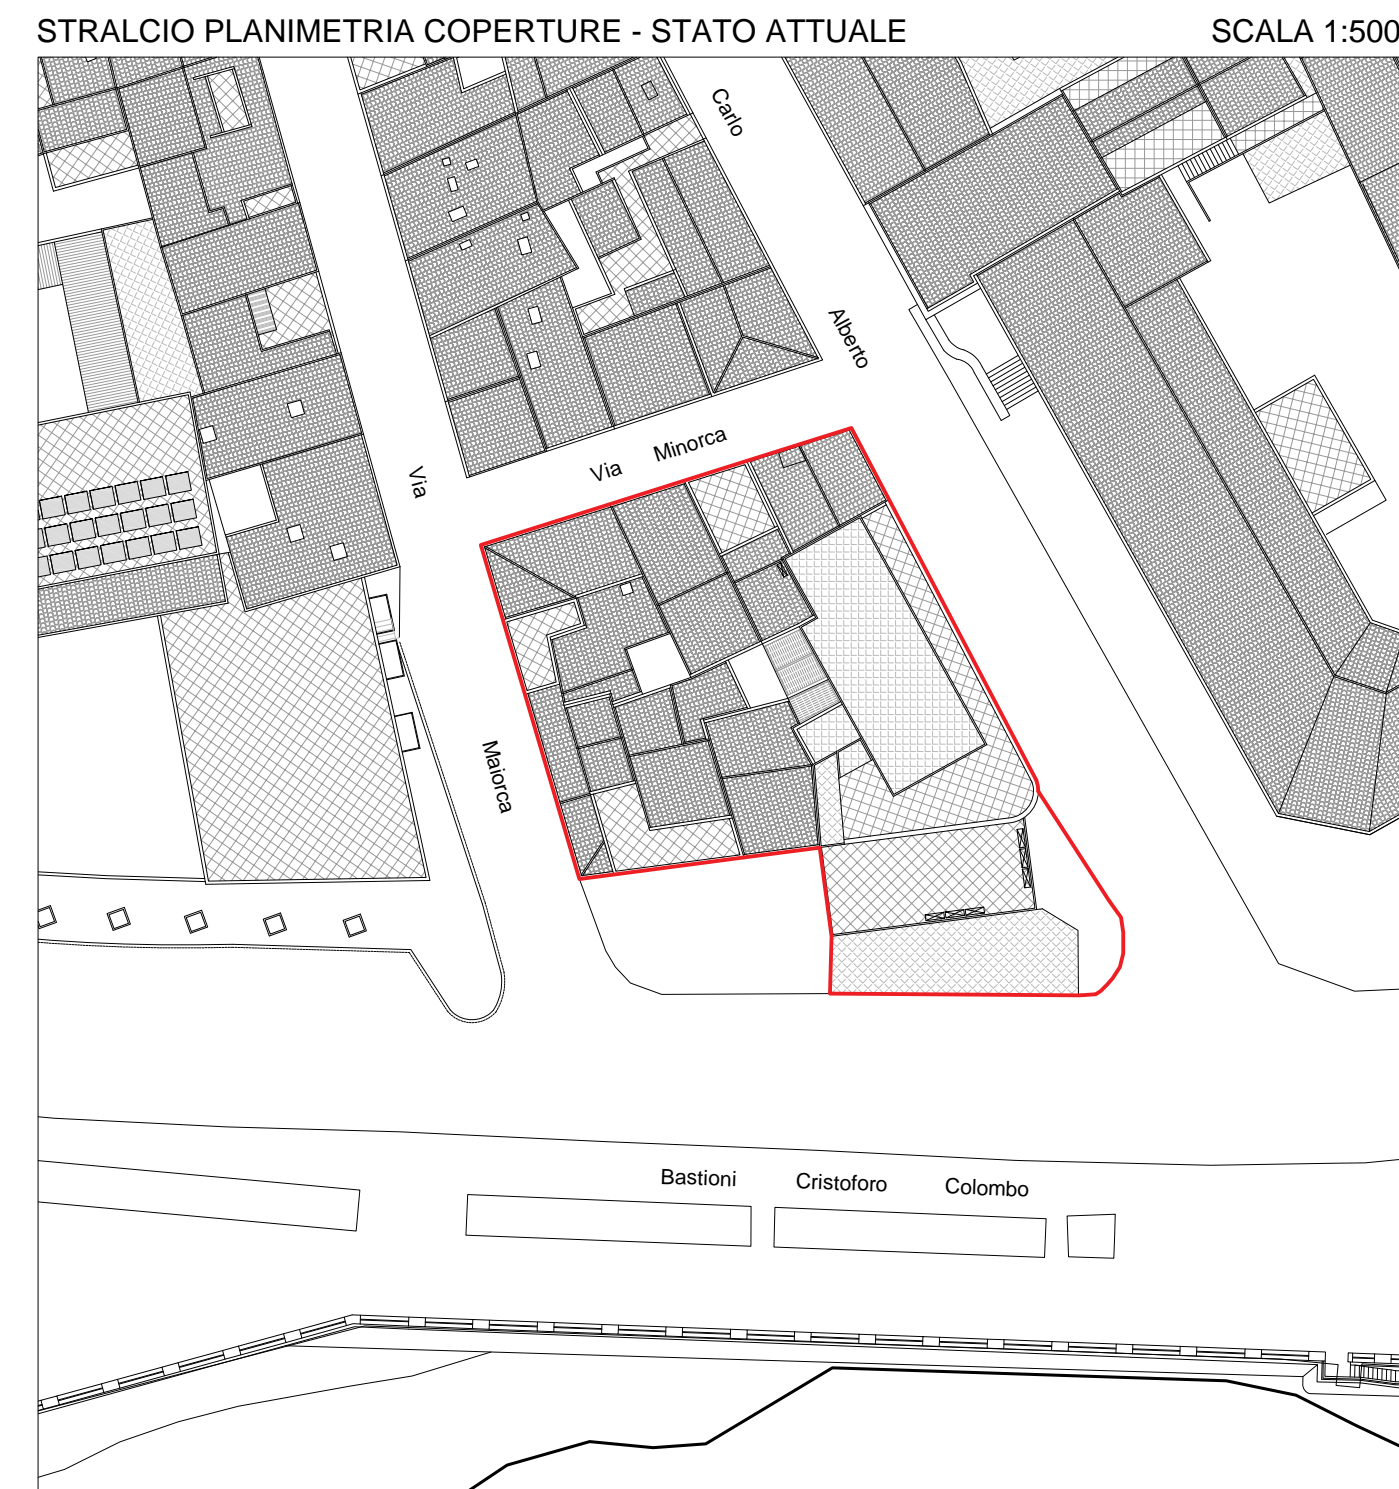 STRALCIO PLANIMETRIA COPERTURE - STATO ATTUALE
SCALA 1:500
Carlo
Alberto
Via Minorca
Via
Maiorca
Bastioni Cristoforo Colombo